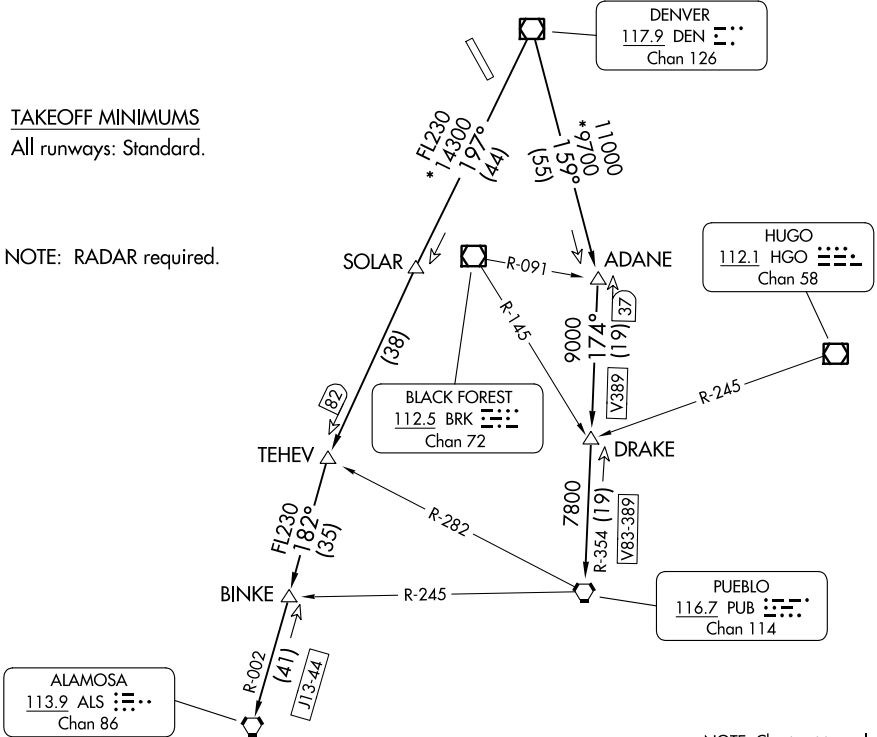 DENVER
117.9 DEN
Chan 126
TAKEOFF MINIMUMS
All runways: Standard.
FL230
*14300
197°
(44)
11000
*9700
159°
(55)
NOTE: RADAR required.
SOLAR
R-091
ADANE
HUGO
112.1 HGO
Chan 58
37
R-145
9000
174°
(19)
(38)
V389
R-245
82
BLACK FOREST
112.5 BRK
Chan 72
TEHEV
DRAKE
R-282
7800
R-354 (19)
V83-389
FL230
182°
(35)
BINKE
R-245
PUEBLO
116.7 PUB
Chan 114
R-002
(41)
J13-44
ALAMOSA
113.9 ALS
Chan 86